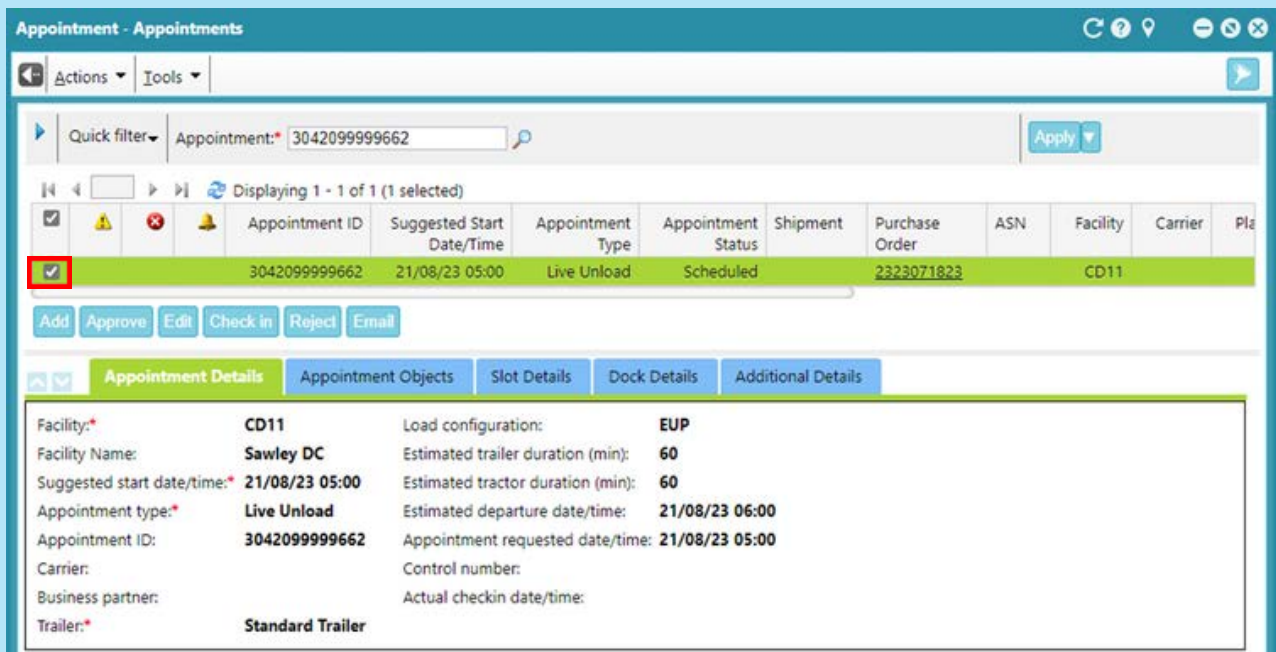 Appointment - Appointments
Actions Tools
Quick filter Appointment:* 3042099999662 Apply
Displaying 1 - 1 of 1 (1 selected)
Appointment ID Suggested Start Date/Time Appointment Type Appointment Status Shipment Purchase Order ASN Facility Carrier Pla
3042099999662 21/08/23 05:00 Live Unload Scheduled 2323071823 CD11
Add Approve Edit Check in Reject Email
Appointment Details Appointment Objects Slot Details Dock Details Additional Details
Facility:* CD11 Load configuration: EUP
Facility Name: Sawley DC Estimated trailer duration (min): 60
Suggested start date/time:* 21/08/23 05:00 Estimated tractor duration (min): 60
Appointment type:* Live Unload Estimated departure date/time: 21/08/23 06:00
Appointment ID: 3042099999662 Appointment requested date/time: 21/08/23 05:00
Carrier: Control number:
Business partner: Actual checkin date/time:
Trailer:* Standard Trailer